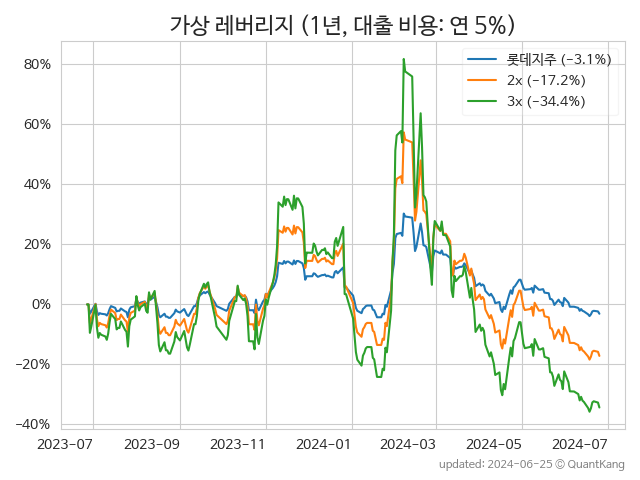 가상 레버리지 (1년, 대출 비용: 연 5%)
롯데지주 (−3.1%)
2x (−17.2%)
3x (−34.4%)
80%
60%
40%
20%
0%
−20%
−40%
2023-07 2023-09 2023-11 2024-01 2024-03 2024-05 2024-07
updated: 2024-06-25 © QuantKang